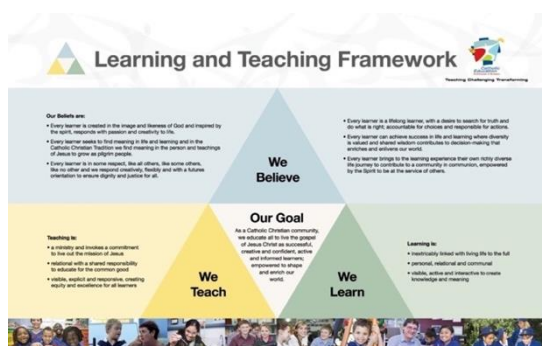 Learning and Teaching Framework
Catholic
Education
Teaching Challenging Transforming
Our Beliefs are:
• Every learner is created in the image and likeness of God and inspired by
the spirit, responds with passion and creativity to life.
• Every learner seeks to find meaning in life and learning and in the
Catholic Christian Tradition we find meaning in the person and teachings
of Jesus to grow as pilgrim people.
• Every learner is in some respect, like all others, like some others,
like no other and we respond creatively, flexibly and with a futures
orientation to ensure dignity and justice for all.
We
Believe
• Every learner is a lifelong learner, with a desire to search for truth and
do what is right; accountable for choices and responsible for actions.
• Every learner can achieve success in life and learning where diversity
is valued and shared wisdom contributes to decision-making that
enriches and enlivens our world.
• Every learner brings to the learning experience their own richly diverse
life journey to contribute to a community in communion, empowered
by the Spirit to be at the service of others.
Teaching is:
• a ministry and invokes a commitment
to live out the mission of Jesus
• relational with a shared responsibility
to educate for the common good
• visible, explicit and responsive, creating
equity and excellence for all learners
We
Teach
Our Goal
As a Catholic Christian community,
we educate all to live the gospel
of Jesus Christ as successful,
creative and confident, active
and informed learners;
empowered to shape
and enrich our
world.
We
Learn
Learning is:
• inextricably linked with living life to the full
• personal, relational and communal
• visible, active and interactive to create
knowledge and meaning